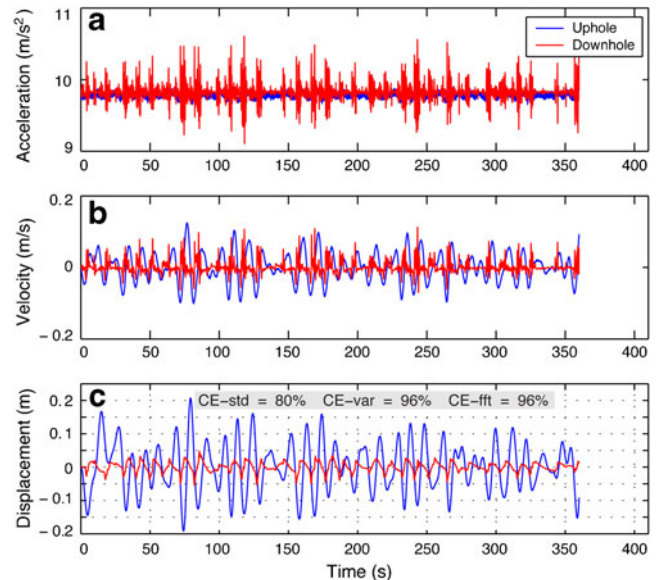 a
Acceleration (m/s²)
11
10
9
Uphole
Downhole
0 50 100 150 200 250 300 350 400
b
Velocity (m/s)
0.2
0
−0.2
0 50 100 150 200 250 300 350 400
c
CE-std = 80% CE-var = 96% CE-fft = 96%
Displacement (m)
0.2
0.1
0
−0.1
−0.2
0 50 100 150 200 250 300 350 400
Time (s)